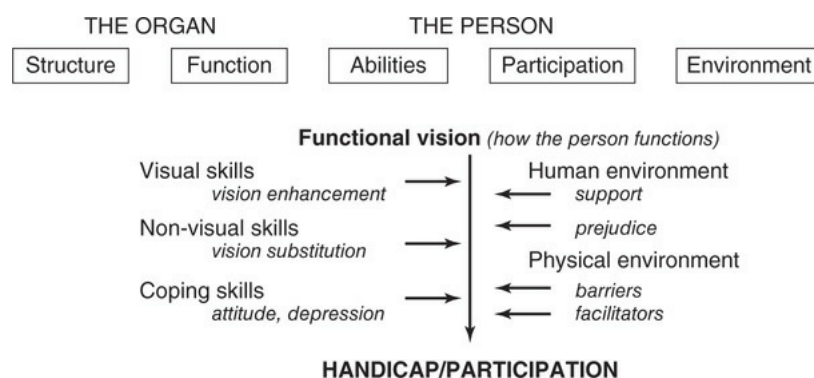 THE ORGAN THE PERSON
Structure Function Abilities Participation Environment
Functional vision (how the person functions)
Visual skills
vision enhancement
Non-visual skills
vision substitution
Coping skills
attitude, depression
Human environment
support
prejudice
Physical environment
barriers
facilitators
HANDICAP/PARTICIPATION